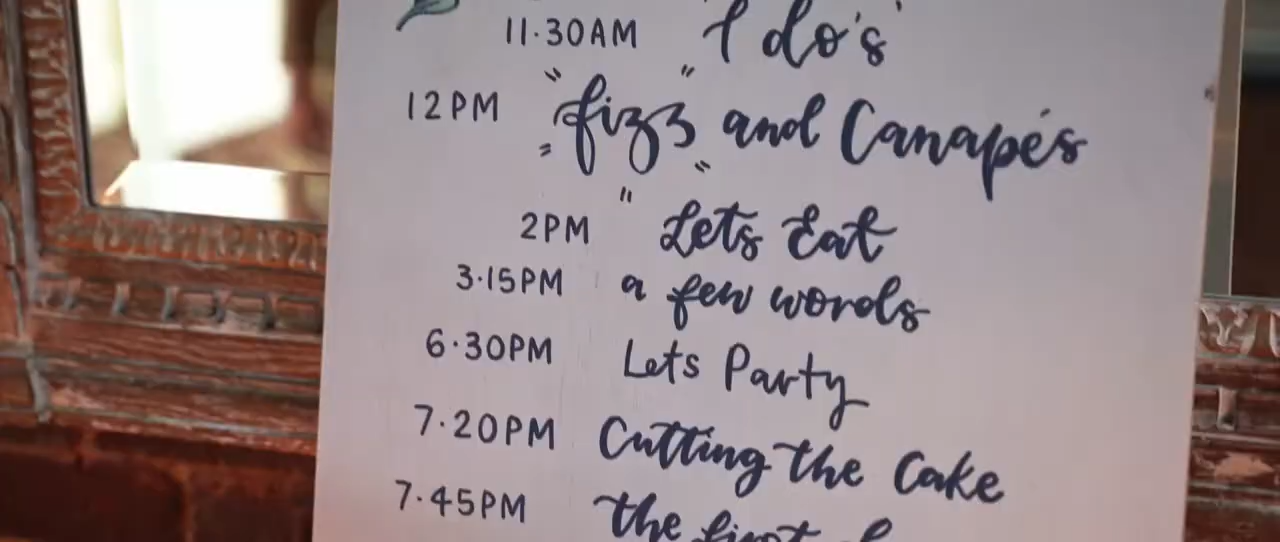 11.30AM "I do's"
12PM "fizz" and Canapés
2PM "Lets Eat
3.15PM a few words
6.30PM Lets Party
7.20PM Cutting the Cake
7.45PM the first